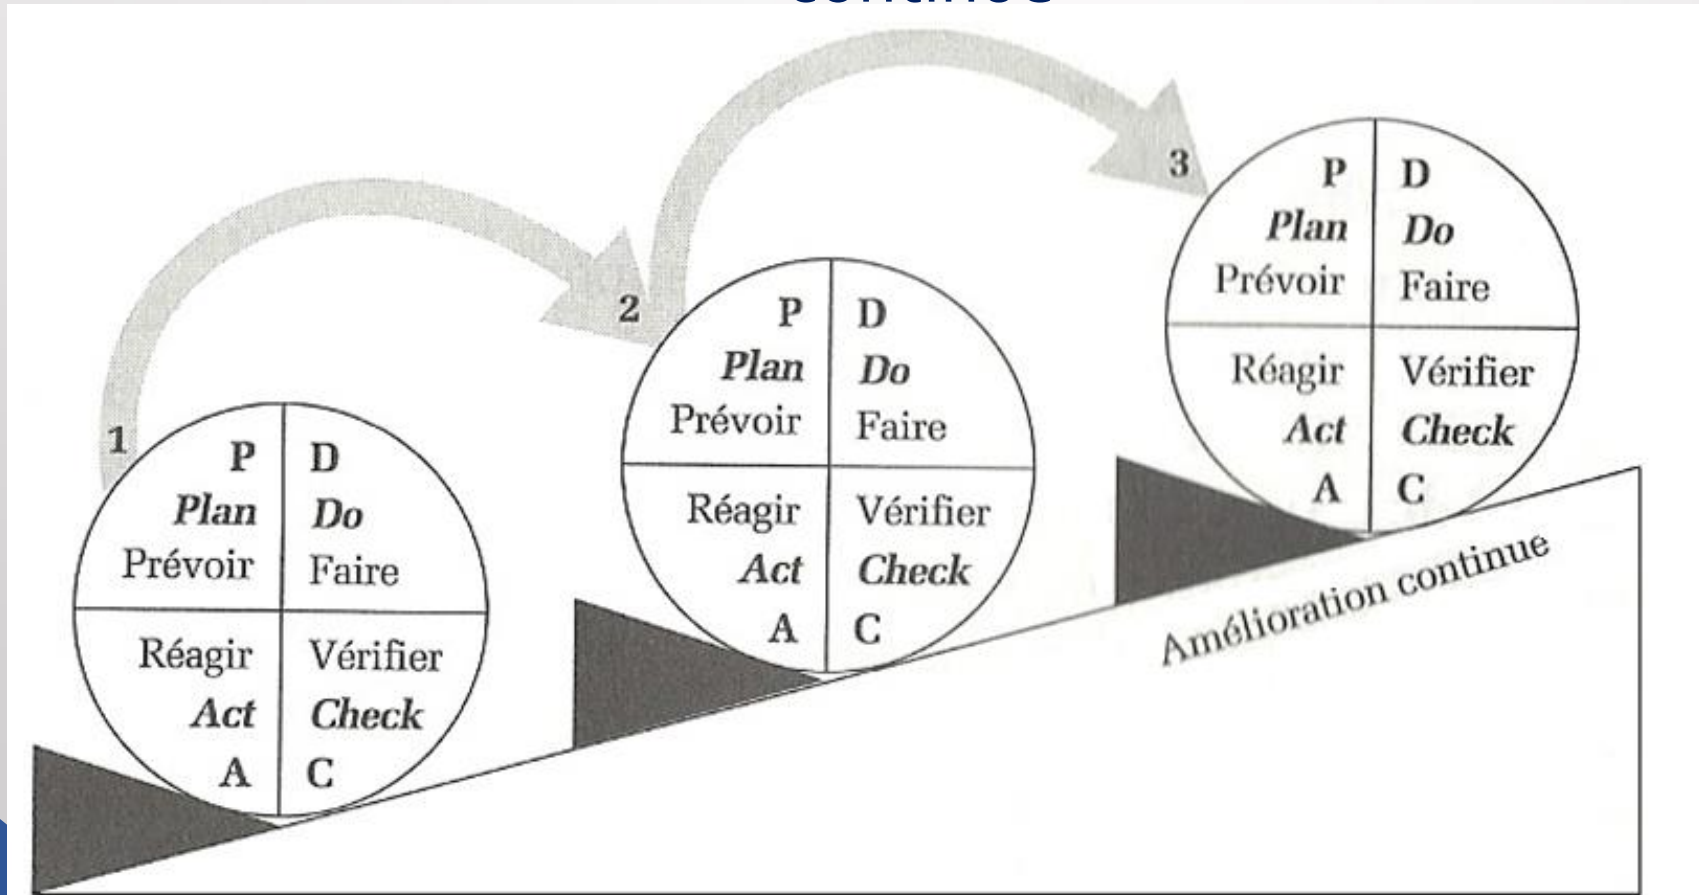 1
P
Plan
Prévoir
D
Do
Faire
Réagir
Act
A
Vérifier
Check
C
2
P
Plan
Prévoir
D
Do
Faire
Réagir
Act
A
Vérifier
Check
C
3
P
Plan
Prévoir
D
Do
Faire
Réagir
Act
A
Vérifier
Check
C
Amélioration continue